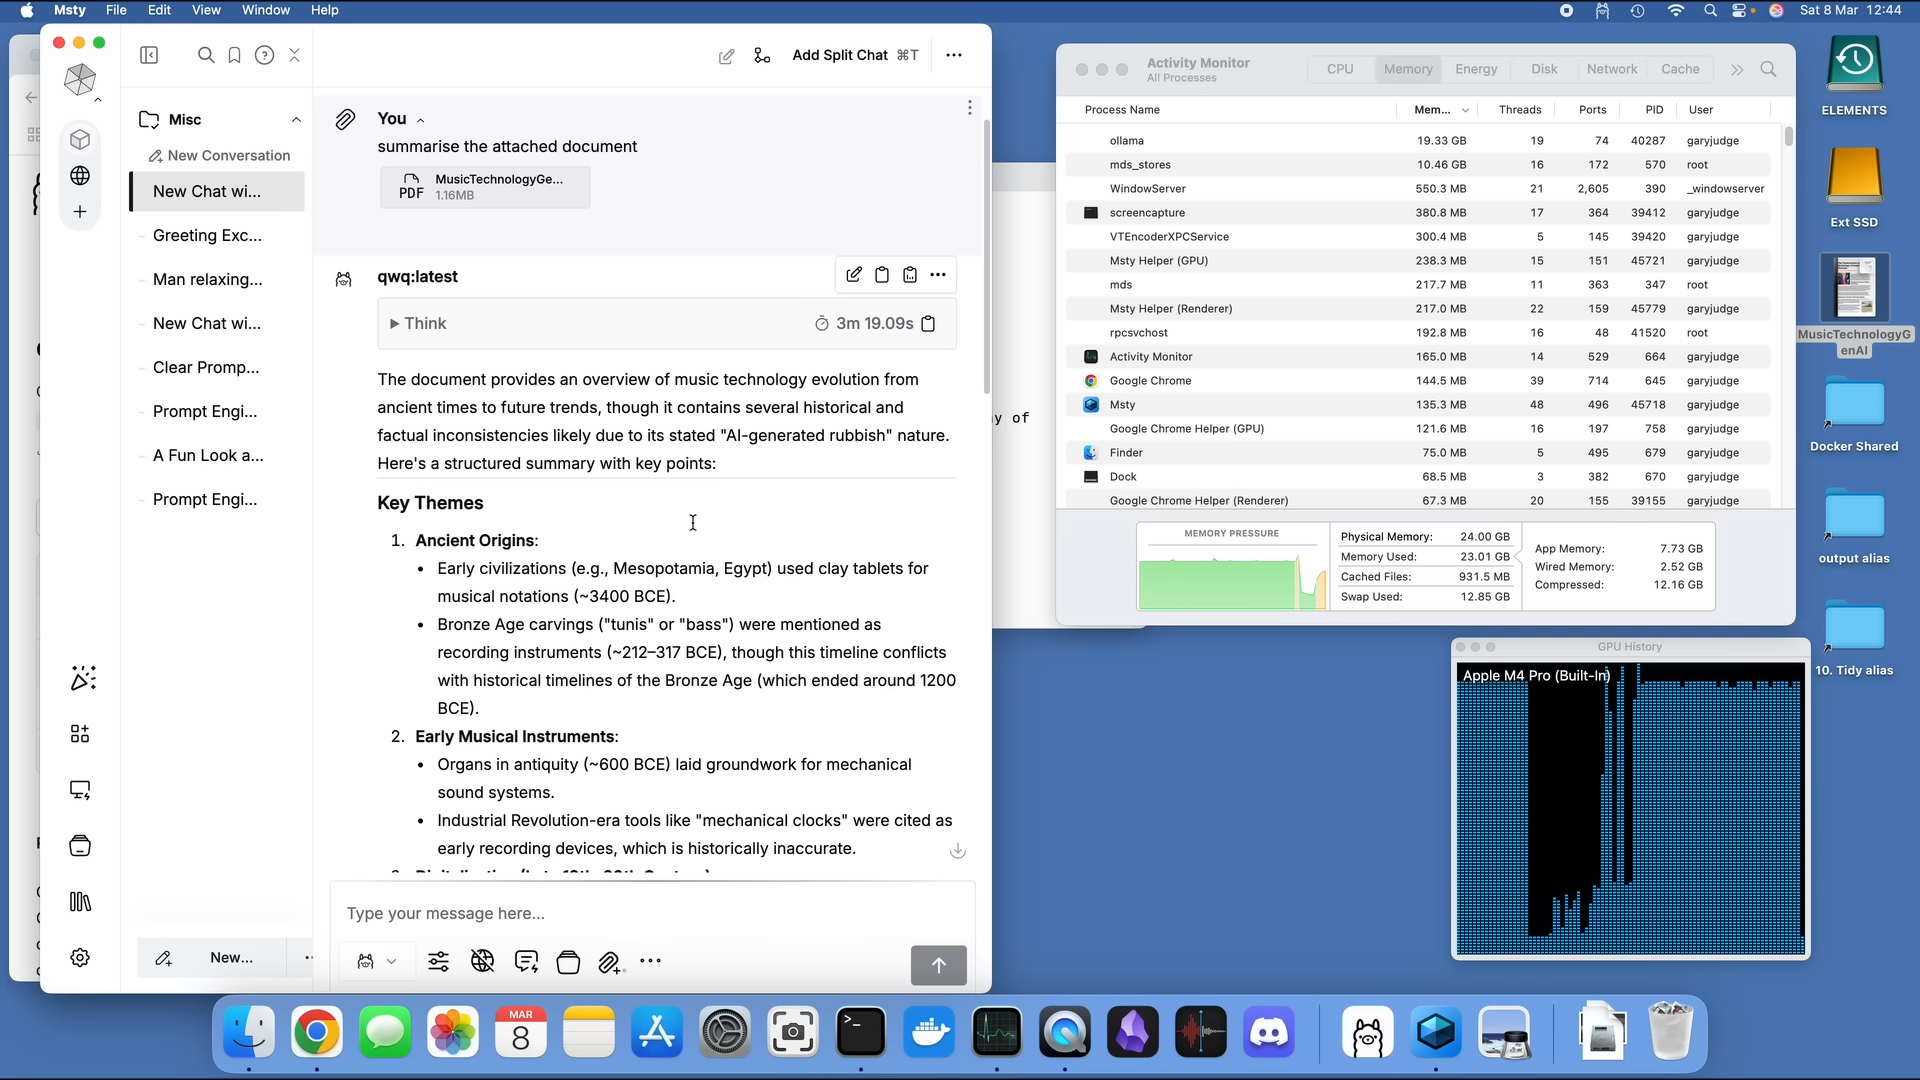 Msty File Edit View Window Help
Sat 8 Mar 12:44
Add Split Chat ⌘T
Misc
New Conversation
New Chat wi...
Greeting Exc...
Man relaxing...
New Chat wi...
Clear Promp...
Prompt Engi...
A Fun Look a...
Prompt Engi...
New...
You
summarise the attached document
PDF
MusicTechnologyGe...
1.16MB
qwq:latest
Think
3m 19.09s
The document provides an overview of music technology evolution from
ancient times to future trends, though it contains several historical and
factual inconsistencies likely due to its stated "AI-generated rubbish" nature.
Here's a structured summary with key points:
Key Themes
1. Ancient Origins:
• Early civilizations (e.g., Mesopotamia, Egypt) used clay tablets for
musical notations (~3400 BCE).
• Bronze Age carvings ("tunis" or "bass") were mentioned as
recording instruments (~212–317 BCE), though this timeline conflicts
with historical timelines of the Bronze Age (which ended around 1200
BCE).
2. Early Musical Instruments:
• Organs in antiquity (~600 BCE) laid groundwork for mechanical
sound systems.
• Industrial Revolution-era tools like "mechanical clocks" were cited as
early recording devices, which is historically inaccurate.
Type your message here...
y of
Activity Monitor
All Processes
CPU Memory Energy Disk Network Cache
Process Name Mem... Threads Ports PID User
ollama 19.33 GB 19 74 40287 garyjudge
mds_stores 10.46 GB 16 172 570 root
WindowServer 550.3 MB 21 2,605 390 _windowserver
screencapture 380.8 MB 17 364 39412 garyjudge
VTEncoderXPCService 300.4 MB 5 145 39420 garyjudge
Msty Helper (GPU) 238.3 MB 15 151 45721 garyjudge
mds 217.7 MB 11 363 347 root
Msty Helper (Renderer) 217.0 MB 22 159 45779 garyjudge
rpcsvchost 192.8 MB 16 48 41520 root
Activity Monitor 165.0 MB 14 529 664 garyjudge
Google Chrome 144.5 MB 39 714 645 garyjudge
Msty 135.3 MB 48 496 45718 garyjudge
Google Chrome Helper (GPU) 121.6 MB 16 197 758 garyjudge
Finder 75.0 MB 5 495 679 garyjudge
Dock 68.5 MB 3 382 670 garyjudge
Google Chrome Helper (Renderer) 67.3 MB 20 155 39155 garyjudge
MEMORY PRESSURE
Physical Memory: 24.00 GB
Memory Used: 23.01 GB
Cached Files: 931.5 MB
Swap Used: 12.85 GB
App Memory: 7.73 GB
Wired Memory: 2.52 GB
Compressed: 12.16 GB
GPU History
Apple M4 Pro (Built-In)
ELEMENTS
Ext SSD
MusicTechnologyG
enAI
Docker Shared
output alias
10. Tidy alias
MAR
8